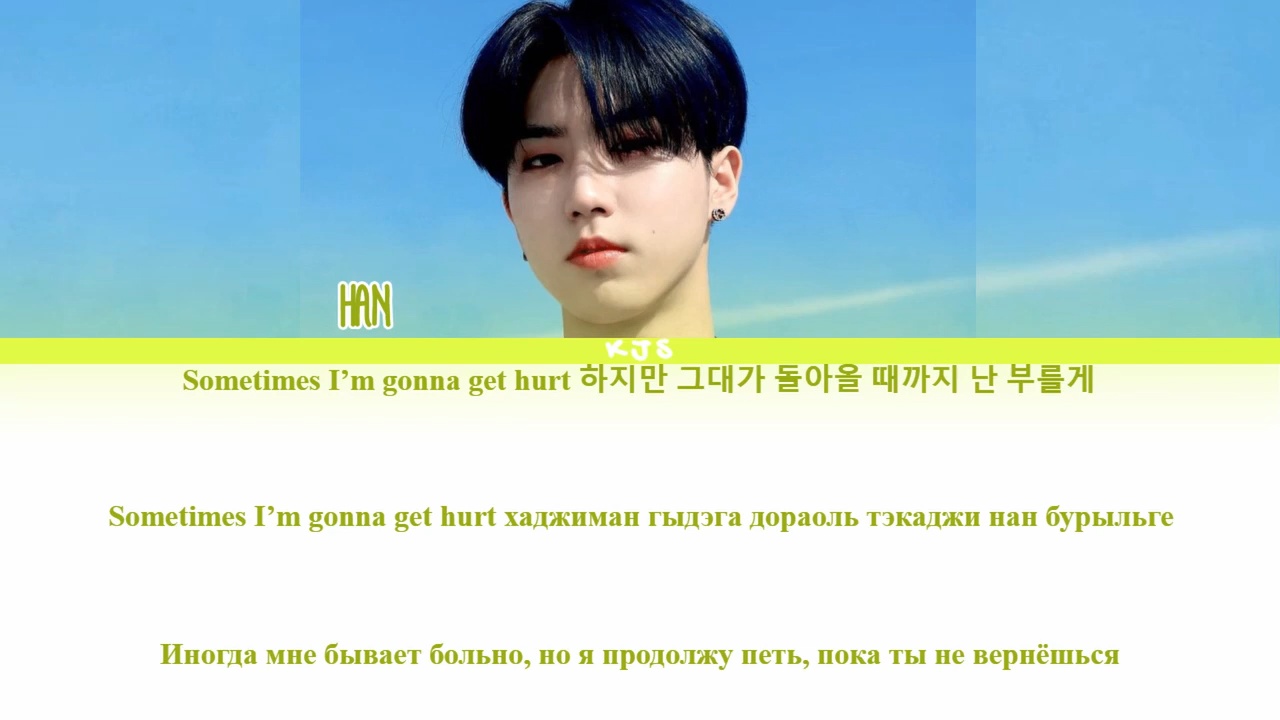 HAN
KJS
Sometimes I’m gonna get hurt 하지만 그대가 돌아올 때까지 난 부를게
Sometimes I’m gonna get hurt хаджиман гыдэга дораоль тэкаджи нан бурыльге
Иногда мне бывает больно, но я продолжу петь, пока ты не вернёшься